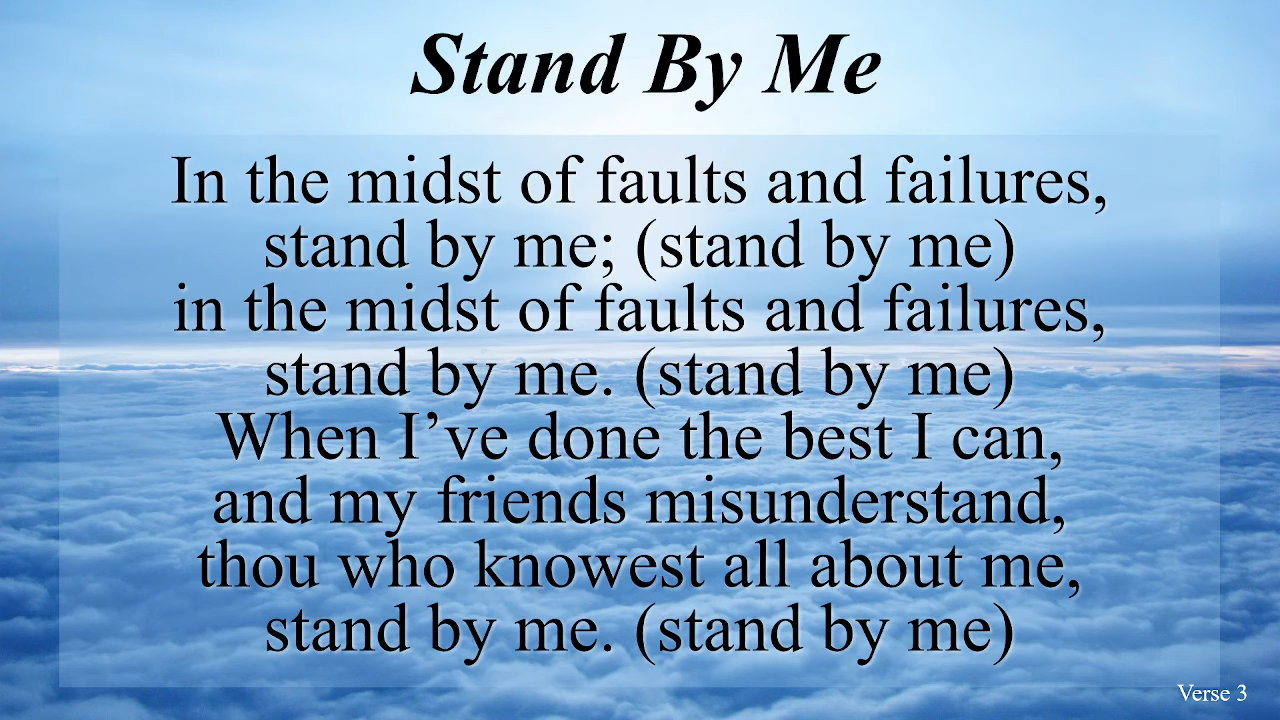 Stand By Me
In the midst of faults and failures,
stand by me; (stand by me)
in the midst of faults and failures,
stand by me. (stand by me)
When I’ve done the best I can,
and my friends misunderstand,
thou who knowest all about me,
stand by me. (stand by me)
Verse 3